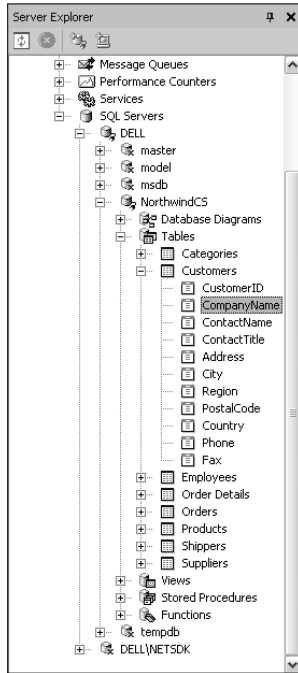 Server Explorer
Message Queues
Performance Counters
Services
SQL Servers
DELL
master
model
msdb
NorthwindCS
Database Diagrams
Tables
Categories
Customers
CustomerID
CompanyName
ContactName
ContactTitle
Address
City
Region
PostalCode
Country
Phone
Fax
Employees
Order Details
Orders
Products
Shippers
Suppliers
Views
Stored Procedures
Functions
tempdb
DELL\NETSDK